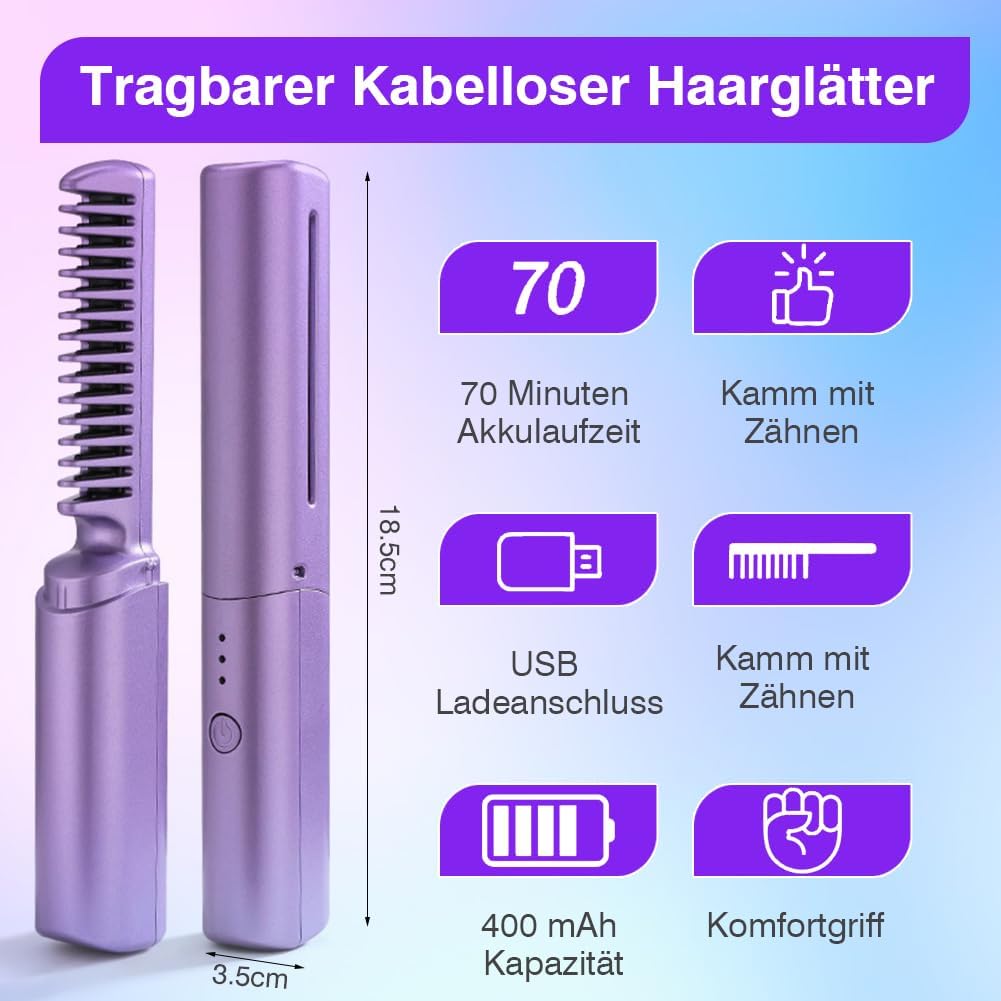 Tragbarer Kabelloser Haarglätter
70
70 Minuten
Akkulaufzeit
Kamm mit
Zähnen
18.5cm
USB
Ladeanschluss
Kamm mit
Zähnen
400 mAh
Kapazität
Komfortgriff
3.5cm